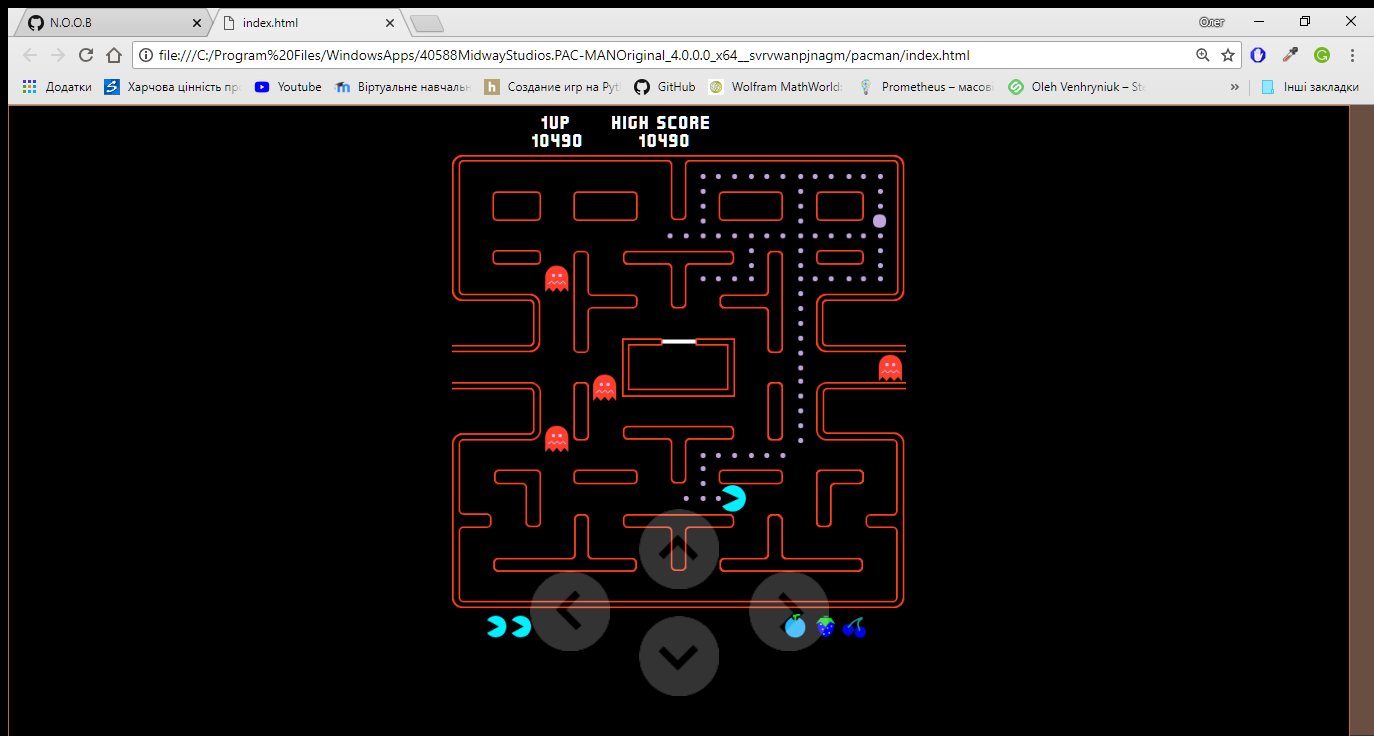 N.O.O.B
index.html
Олег
file:///C:/Program%20Files/WindowsApps/40588MidwayStudios.PAC-MANOriginal_4.0.0.0_x64__svrvwanpjnagm/pacman/index.html
Додатки
Харчова цінність
Youtube
Віртуальне навчаль
Создание игр на Pyt
GitHub
Wolfram MathWorld:
Prometheus – масов
Oleh Venhryniuk – St
»
Інші закладки
1UP
HIGH SCORE
10490
10490